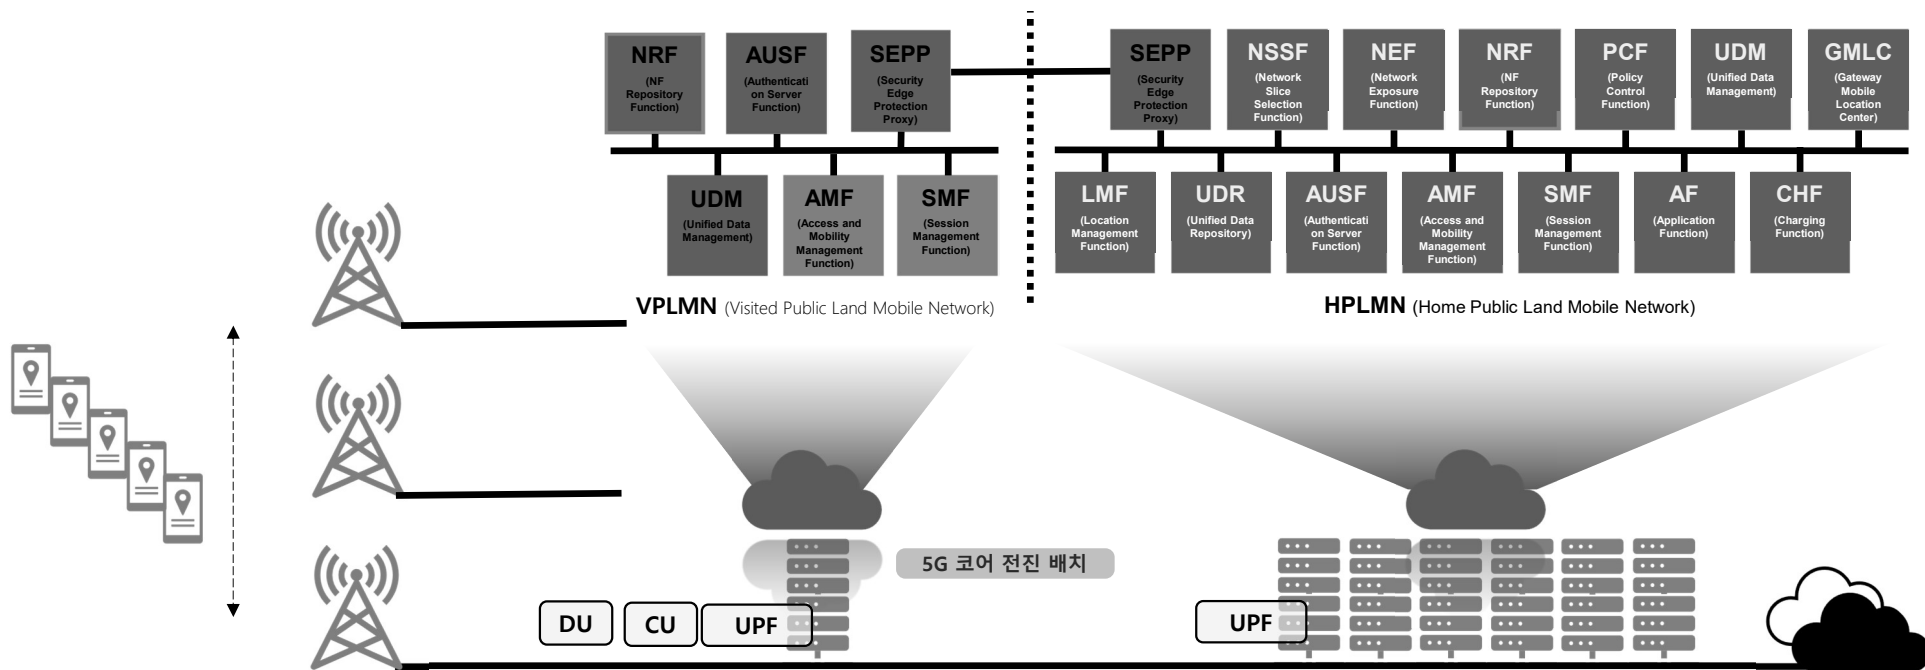 NRF
(NF
Repository
Function)
AUSF
(Authenticati
on Server
Function)
SEPP
(Security
Edge
Protection
Proxy)
SEPP
(Security
Edge
Protection
Proxy)
NSSF
(Network
Slice
Selection
Function)
NEF
(Network
Exposure
Function)
NRF
(NF
Repository
Function)
PCF
(Policy
Control
Function)
UDM
(Unified Data
Management)
GMLC
(Gateway
Mobile
Location
Center)
UDM
(Unified Data
Management)
AMF
(Access and
Mobility
Management
Function)
SMF
(Session
Management
Function)
LMF
(Location
Management
Function)
UDR
(Unified Data
Repository)
AUSF
(Authenticati
on Server
Function)
AMF
(Access and
Mobility
Management
Function)
SMF
(Session
Management
Function)
AF
(Application
Function)
CHF
(Charging
Function)
VPLMN (Visited Public Land Mobile Network)
HPLMN (Home Public Land Mobile Network)
5G 코어 전진 배치
DU
CU
UPF
UPF